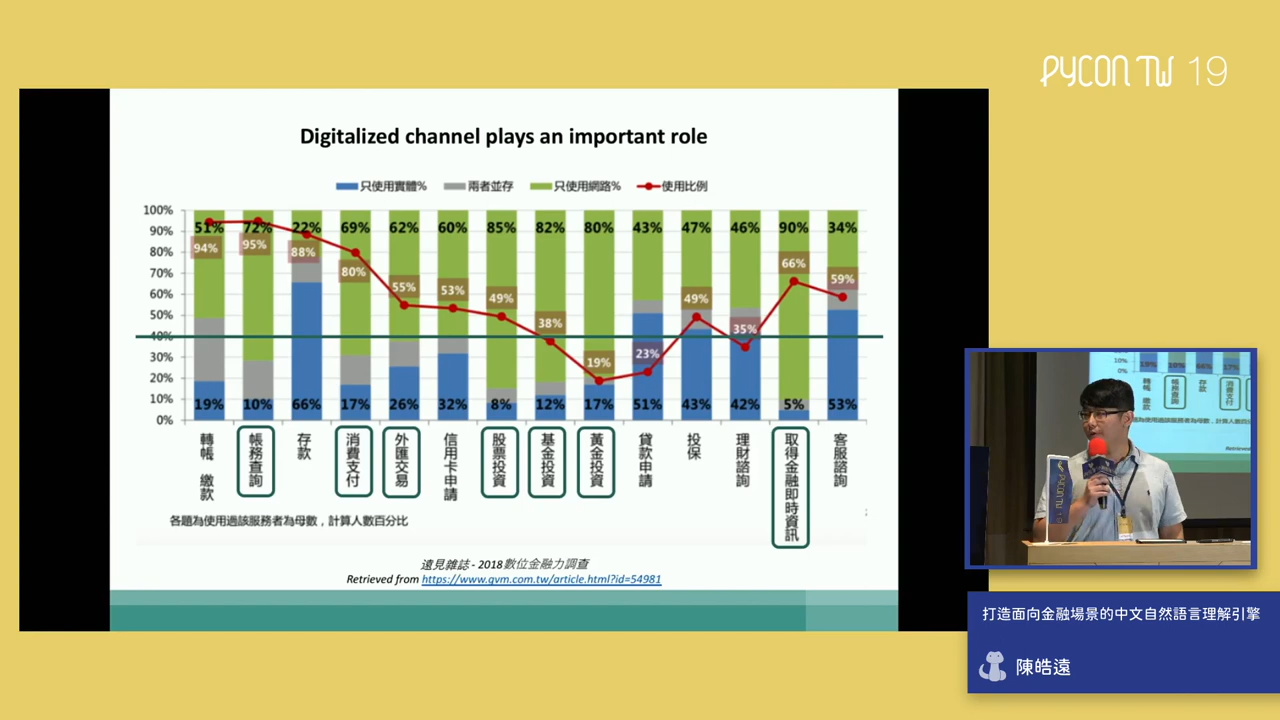 PYCON TW 19
Digitalized channel plays an important role
只使用實體% 兩者並存 只使用網路% 使用比例
100%
90%
80%
70%
60%
50%
40%
30%
20%
10%
0%
51% 72% 22% 69% 62% 60% 85% 82% 80% 43% 47% 46% 90% 34%
94% 95% 88% 80% 55% 53% 49% 38% 19% 23% 49% 35% 66% 59%
19% 10% 66% 17% 26% 32% 8% 12% 17% 51% 43% 42% 5% 53%
轉帳 繳款
帳務查詢
存款
消費支付
外匯交易
信用卡申請
股票投資
基金投資
黃金投資
貸款申請
投保
理財諮詢
取得金融即時資訊
客服諮詢
各題為使用過該服務者為母數，計算人數百分比
遠見雜誌 - 2018數位金融力調查
Retrieved from https://www.gvm.com.tw/article.html?id=54981
打造面向金融場景的中文自然語言理解引擎
陳皓遠